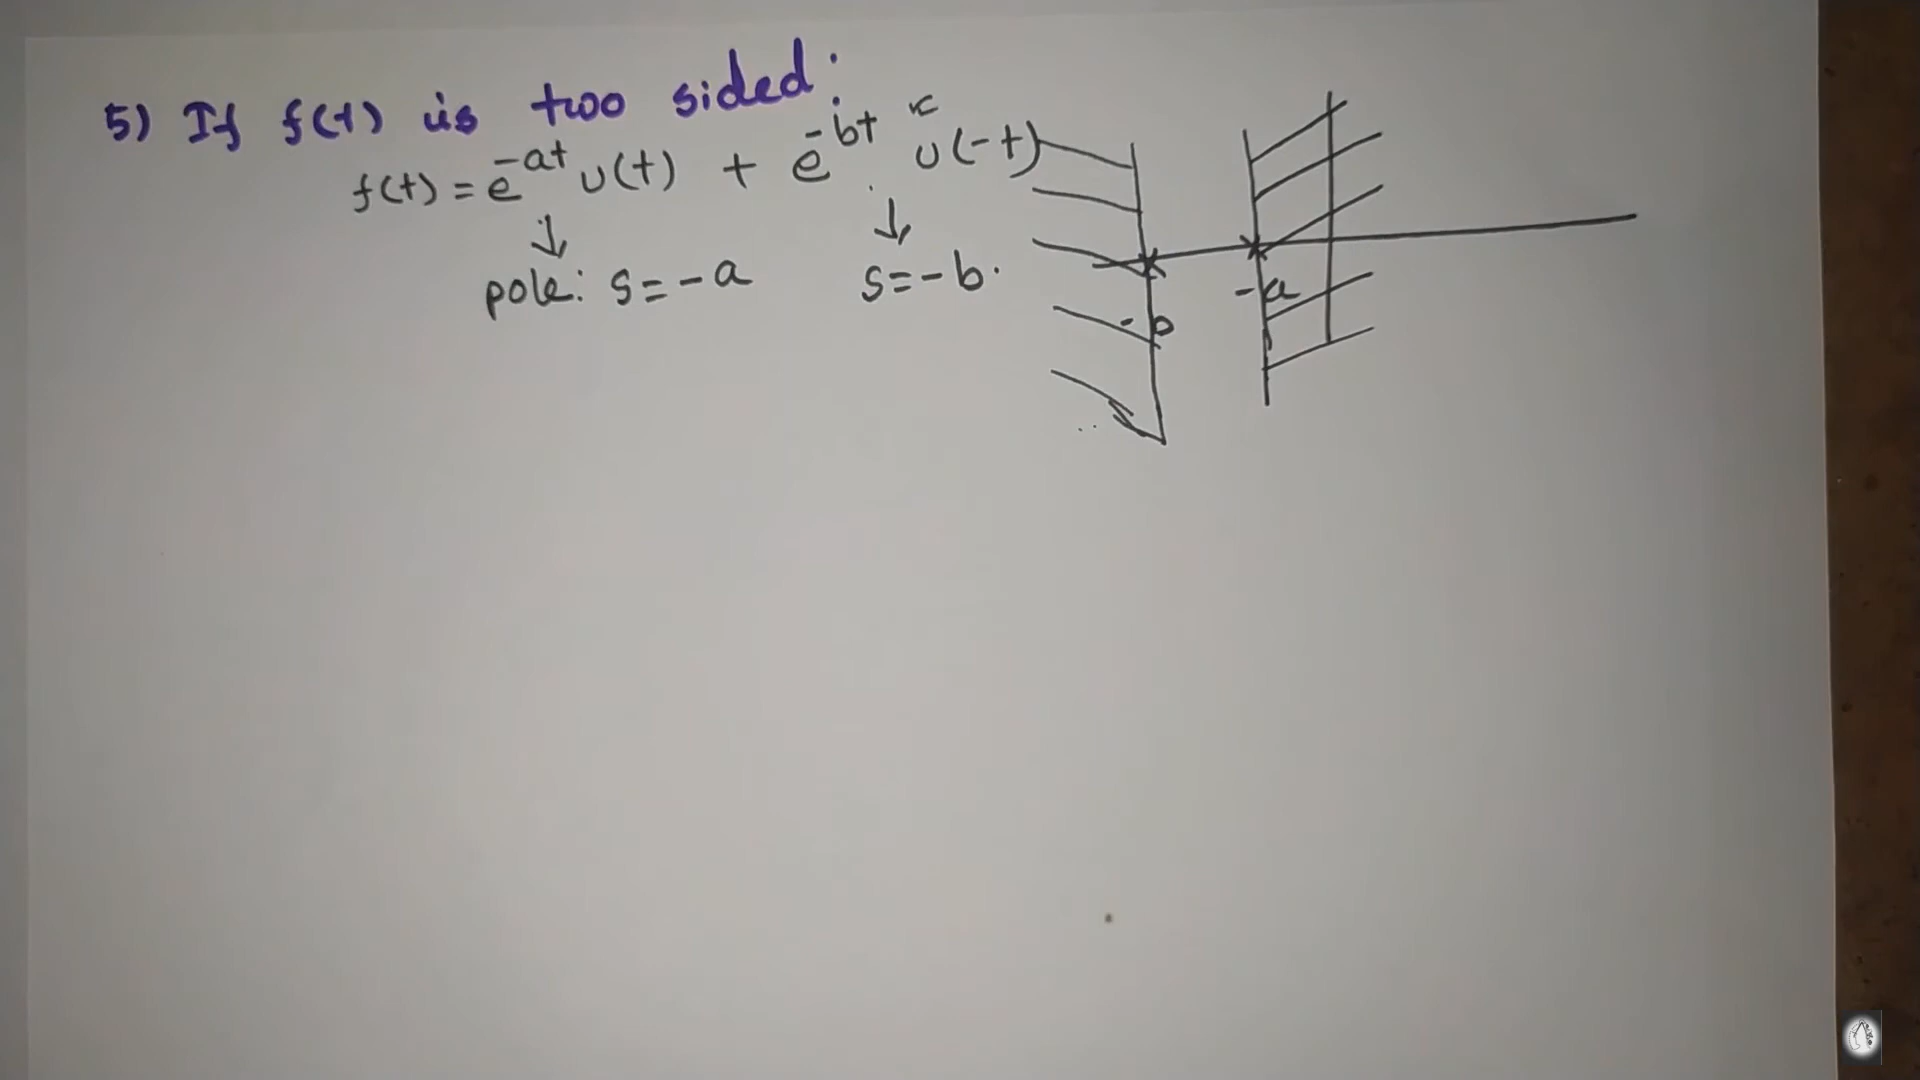 5) If f(t) is two sided:
f(t) = e^-at u(t) + e^-bt u(-t)
pole: s=-a s=-b.
-a
-b